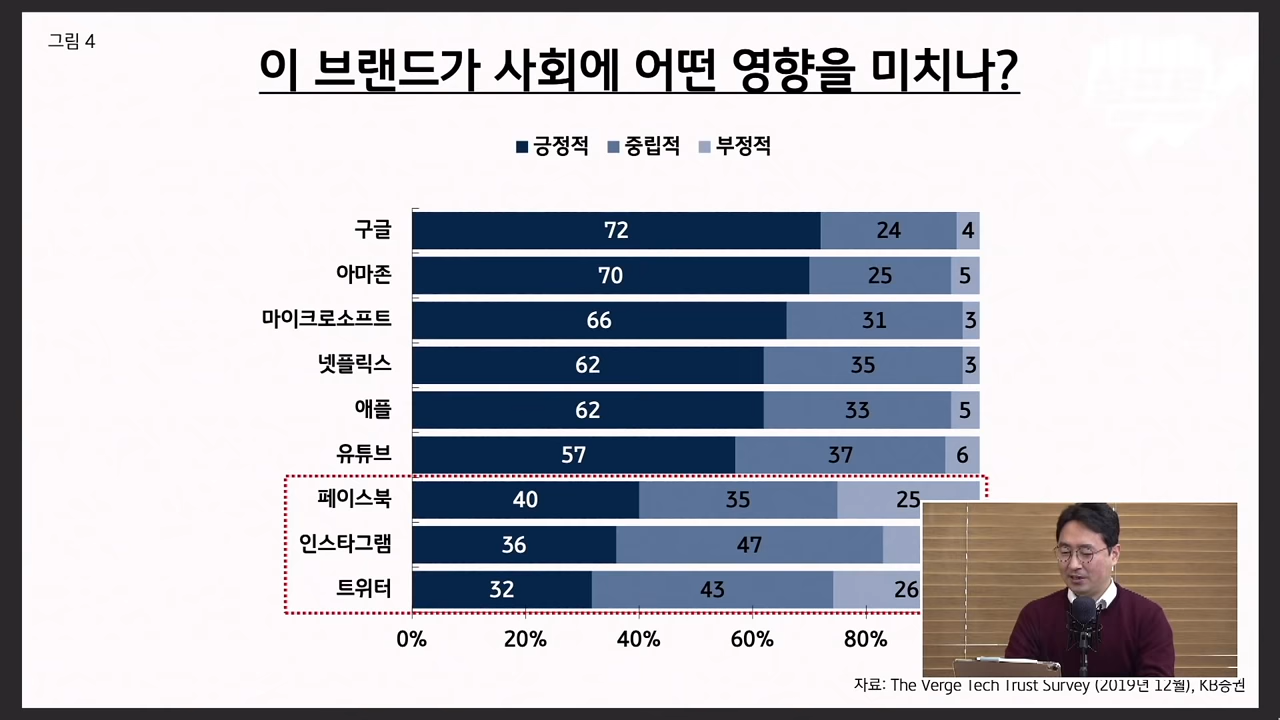 그림 4
이 브랜드가 사회에 어떤 영향을 미치나?
긍정적 중립적 부정적
구글 72 24 4
아마존 70 25 5
마이크로소프트 66 31 3
넷플릭스 62 35 3
애플 62 33 5
유튜브 57 37 6
페이스북 40 35 25
인스타그램 36 47
트위터 32 43 26
0% 20% 40% 60% 80%
자료: The Verge Tech Trust Survey (2019년 12월), KB증권